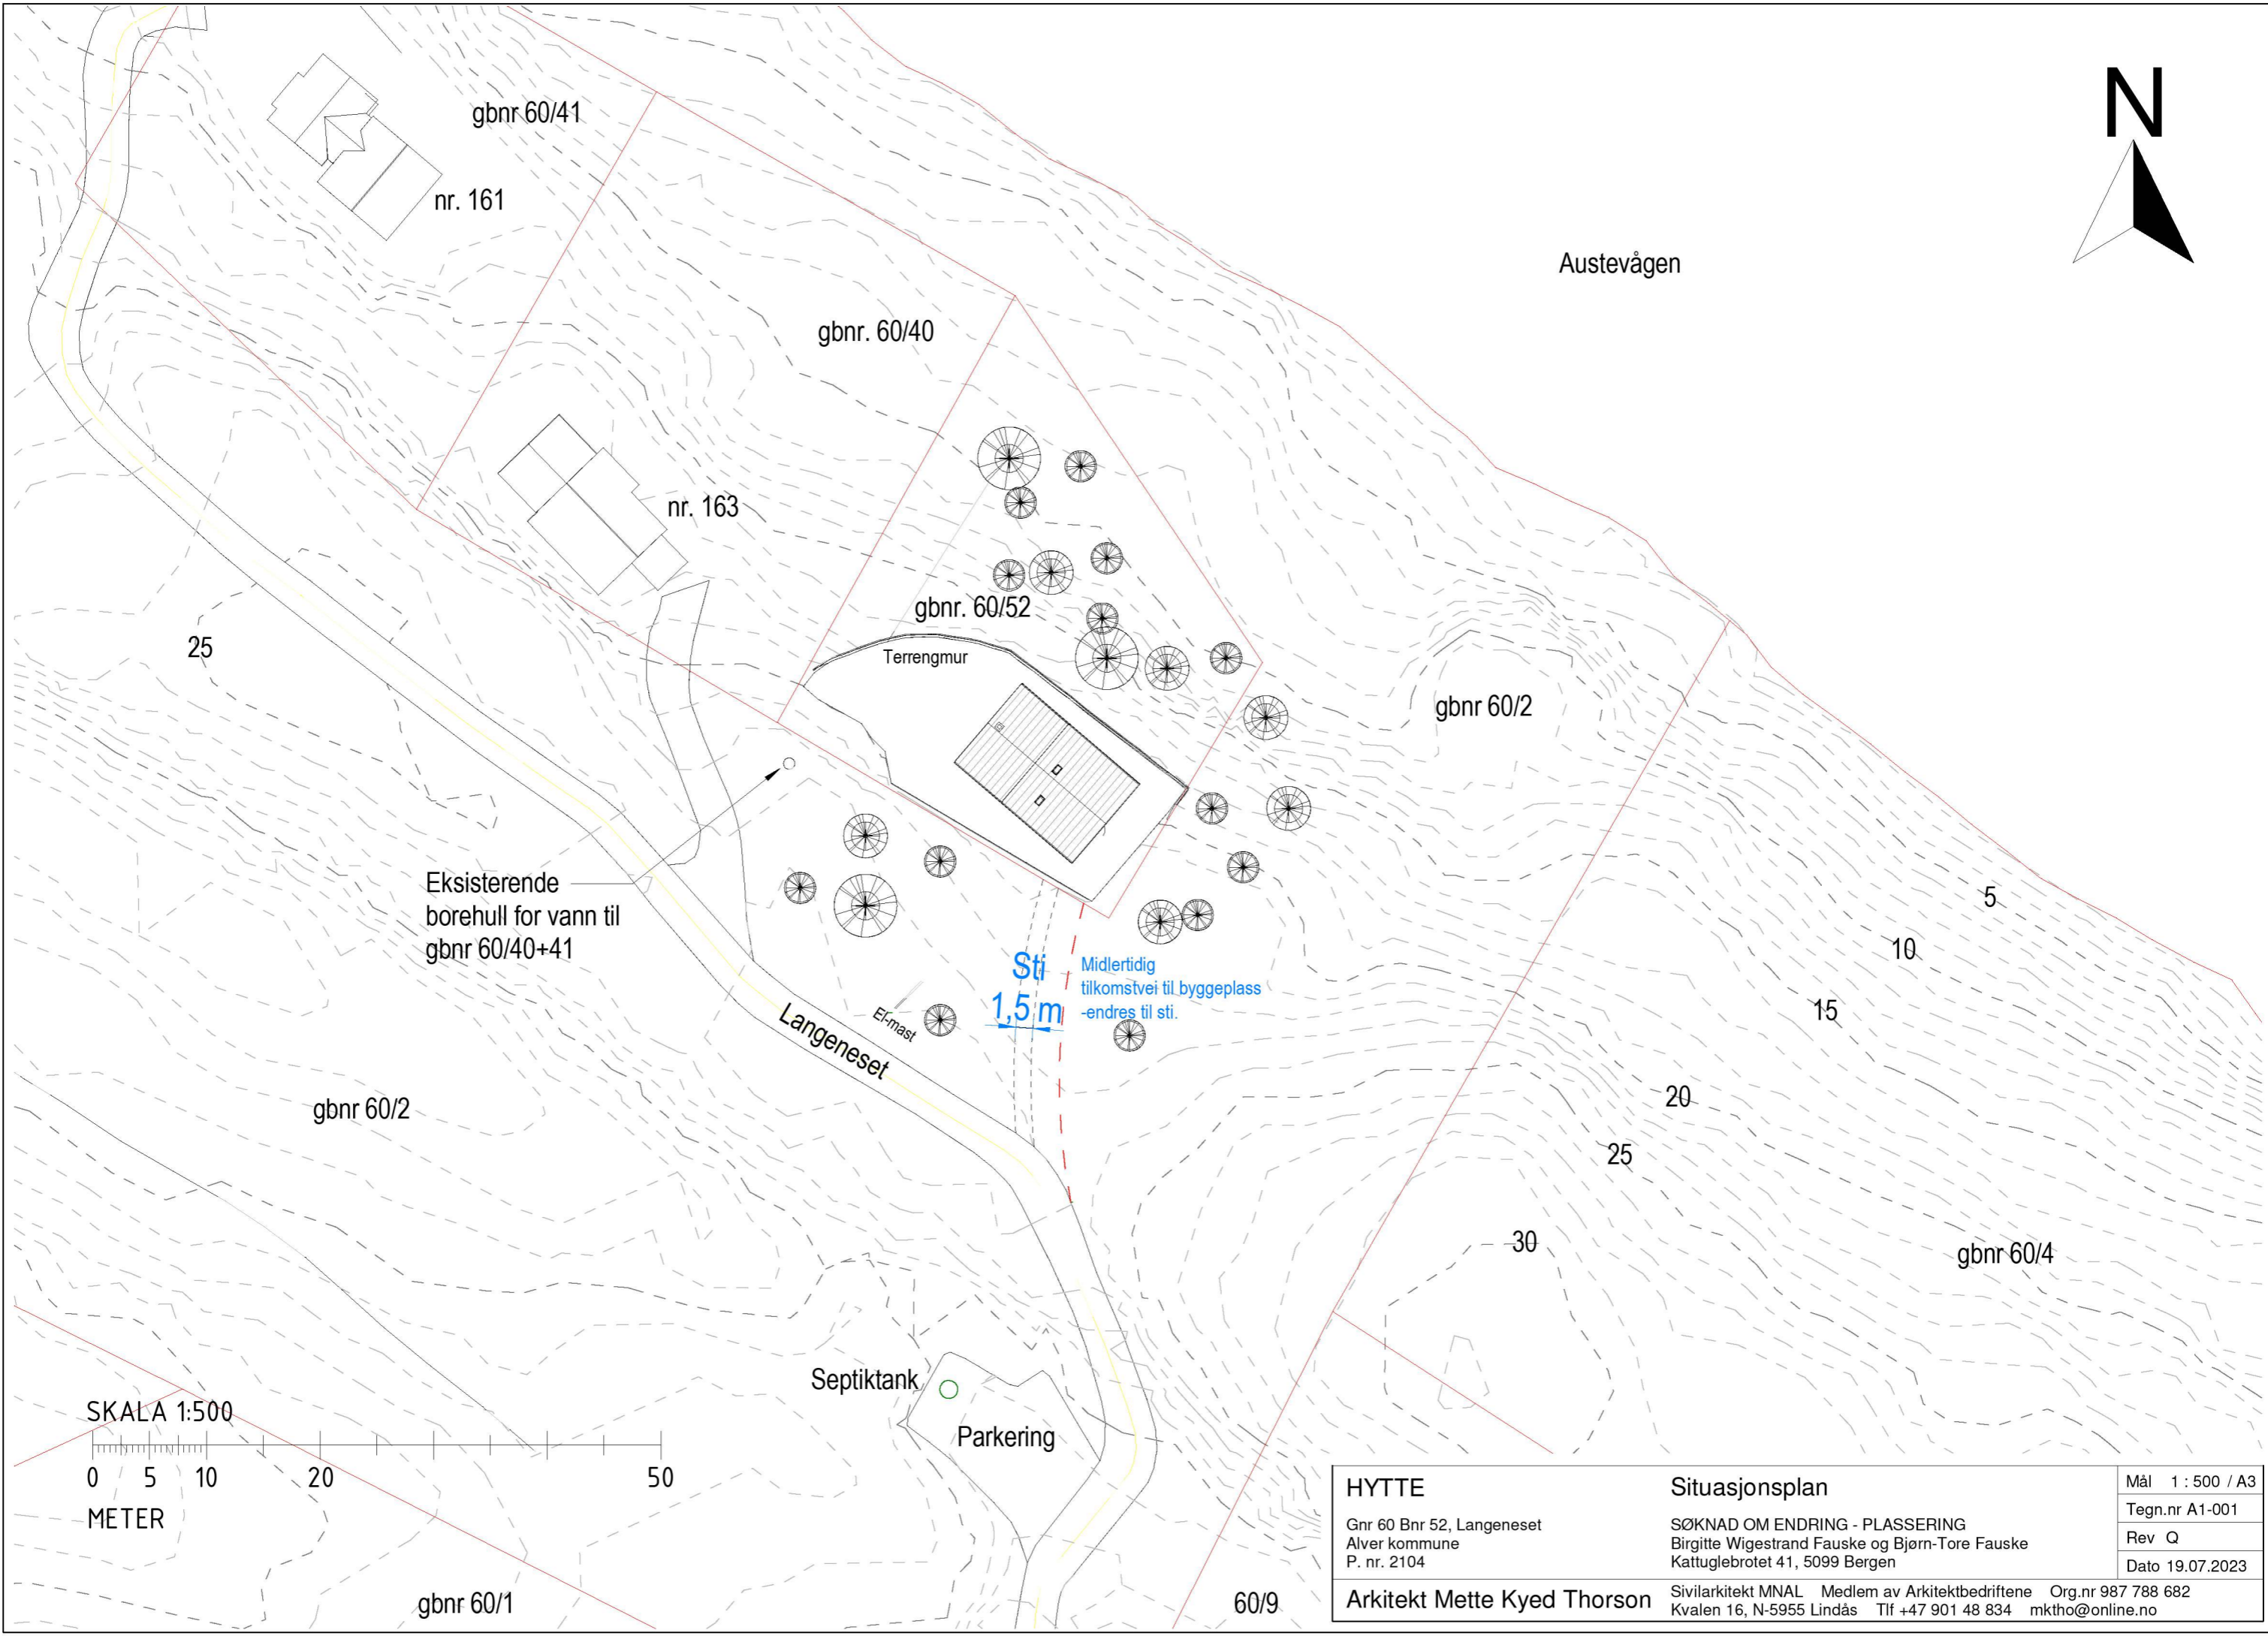 N
gbnr 60/41
nr. 161
Austevågen
gbnr. 60/40
nr. 163
gbnr. 60/52
Terrengmur
25
gbnr 60/2
Eksisterende
borehull for vann til
gbnr 60/40+41
5
10
15
20
25
30
Sti
1,5 m
Midlertidig
tilkomstvei til byggeplass
-endres til sti.
El-mast
Langeneset
gbnr 60/2
gbnr 60/4
Septiktank
Parkering
SKALA 1:500
0 5 10 20 50
METER
gbnr 60/1
60/9
HYTTE
Gnr 60 Bnr 52, Langeneset
Alver kommune
P. nr. 2104
Situasjonsplan
SØKNAD OM ENDRING - PLASSERING
Birgitte Wigestrand Fauske og Bjørn-Tore Fauske
Kattuglebrotet 41, 5099 Bergen
Mål 1 : 500 / A3
Tegn.nr A1-001
Rev Q
Dato 19.07.2023
Arkitekt Mette Kyed Thorson
Sivilarkitekt MNAL Medlem av Arkitektbedriftene Org.nr 987 788 682
Kvalen 16, N-5955 Lindås Tlf +47 901 48 834 mktho@online.no